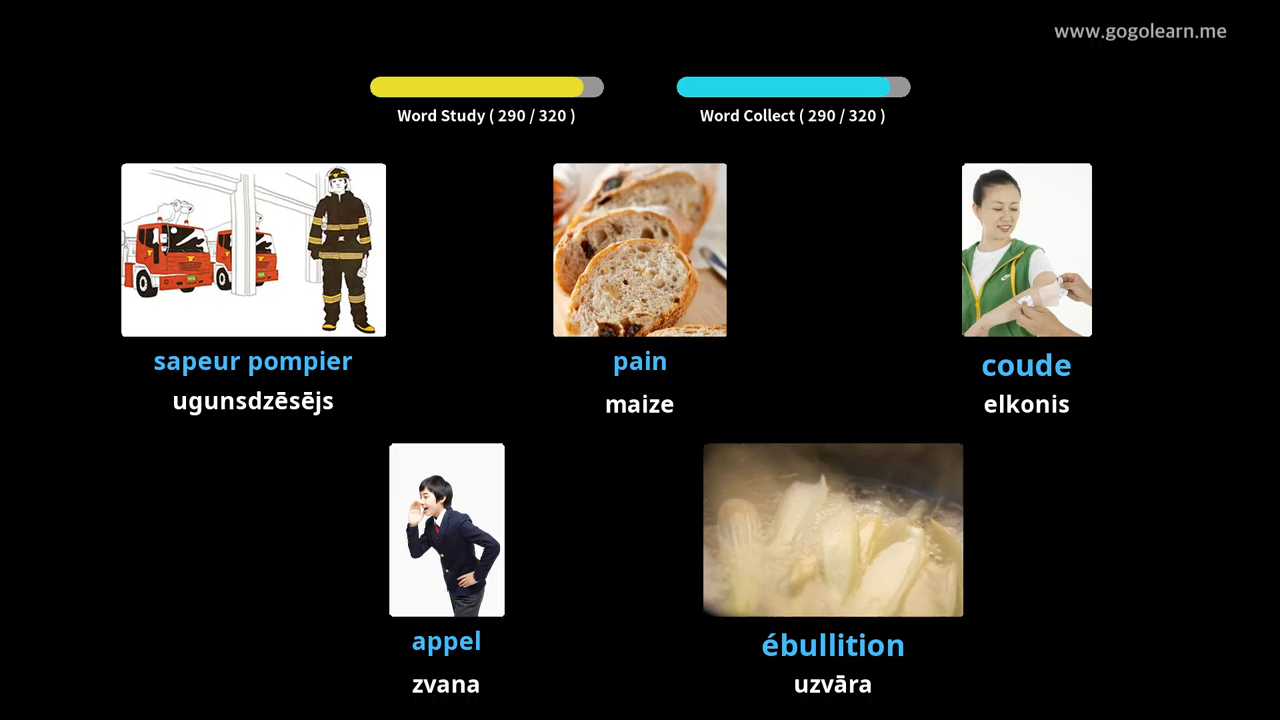 www.gogolearn.me
Word Study ( 290 / 320 )
Word Collect ( 290 / 320 )
sapeur pompier
ugunsdzēsējs
pain
maize
coude
elkonis
appel
zvana
ébullition
uzvāra